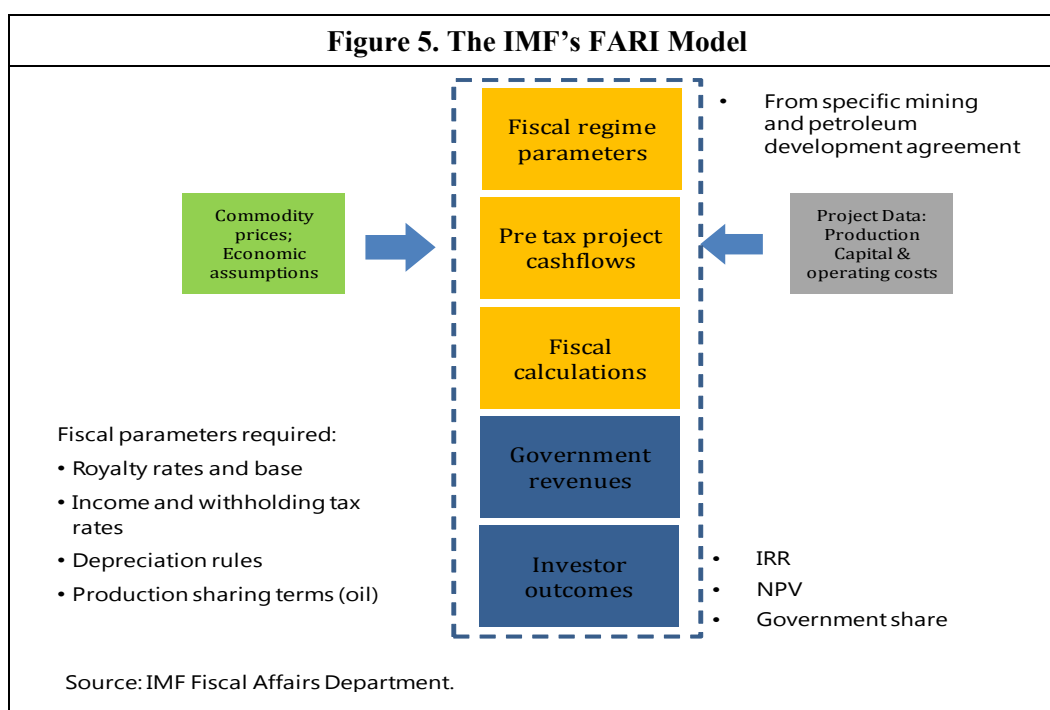 Figure 5. The IMF’s FARI Model
Fiscal regime
parameters
• From specific mining
and petroleum
development agreement
Commodity
prices;
Economic
assumptions
Pre tax project
cashflows
Project Data:
Production
Capital &
operating costs
Fiscal
calculations
Fiscal parameters required:
• Royalty rates and base
• Income and withholding tax
rates
• Depreciation rules
• Production sharing terms (oil)
Government
revenues
Investor
outcomes
• IRR
• NPV
• Government share
Source: IMF Fiscal Affairs Department.